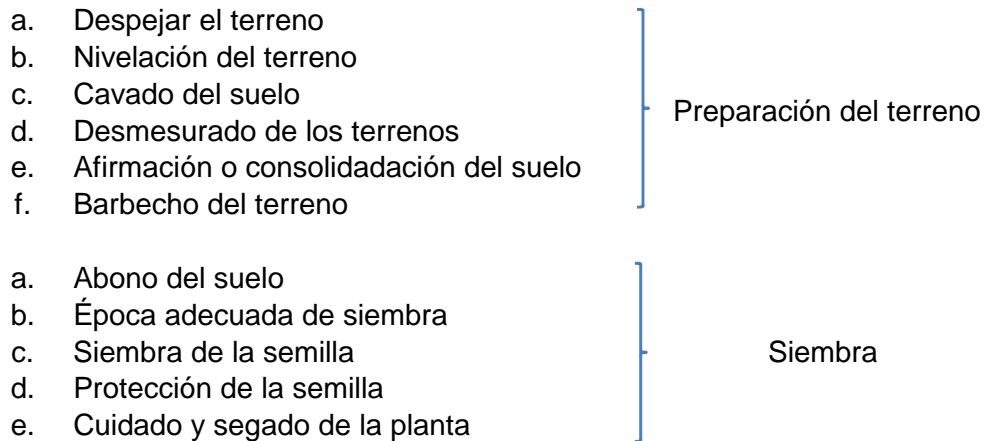 a. Despejar el terreno
b. Nivelación del terreno
c. Cavado del suelo
d. Desmesurado de los terrenos
e. Afirmación o consolidadación del suelo
f. Barbecho del terreno
Preparación del terreno
a. Abono del suelo
b. Época adecuada de siembra
c. Siembra de la semilla
d. Protección de la semilla
e. Cuidado y segado de la planta
Siembra